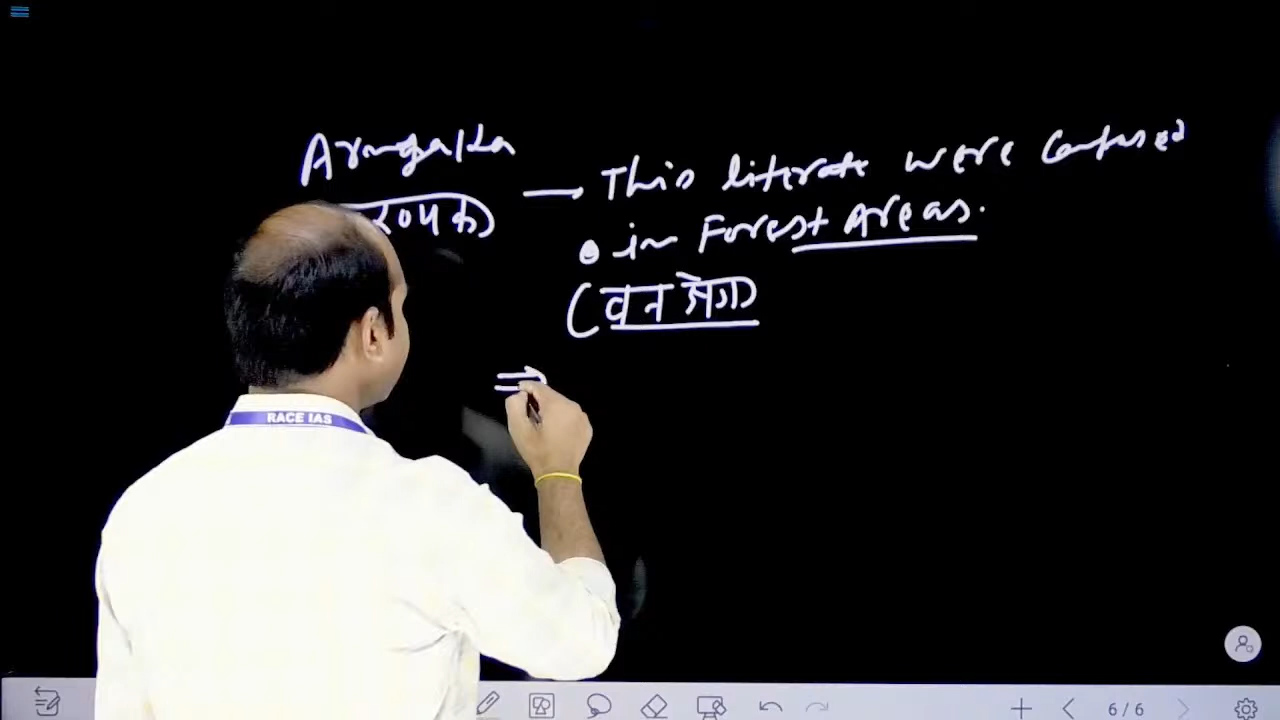 Aranyaka
This literate were composed
in Forest Areas.
(वन क्षेत्रों
RACE IAS
6/6